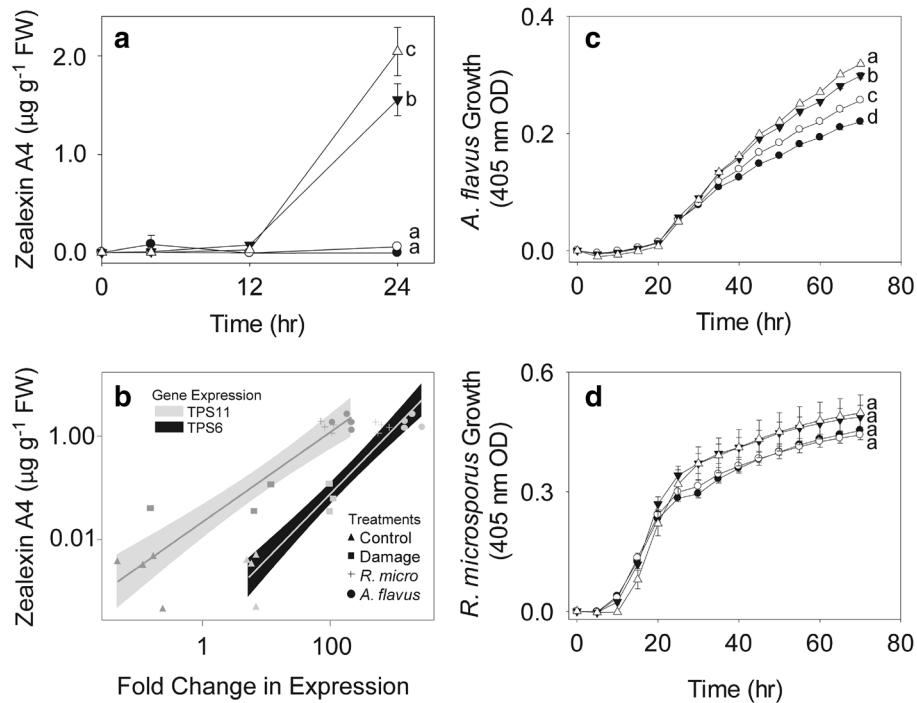 a
Zealexin A4 (µg g⁻¹ FW)
2.0
1.0
0.0
c
b
a
a
0 12 24
Time (hr)
c
A. flavus Growth
(405 nm OD)
0.4
0.2
0.0
a
b
c
d
0 20 40 60 80
Time (hr)
b
Zealexin A4 (µg g⁻¹ FW)
1.00
0.01
Gene Expression
TPS11
TPS6
Treatments
Control
Damage
R. micro
A. flavus
1 100
Fold Change in Expression
d
R. microsporus Growth
(405 nm OD)
0.6
0.3
0.0
a
a
a
a
0 20 40 60 80
Time (hr)